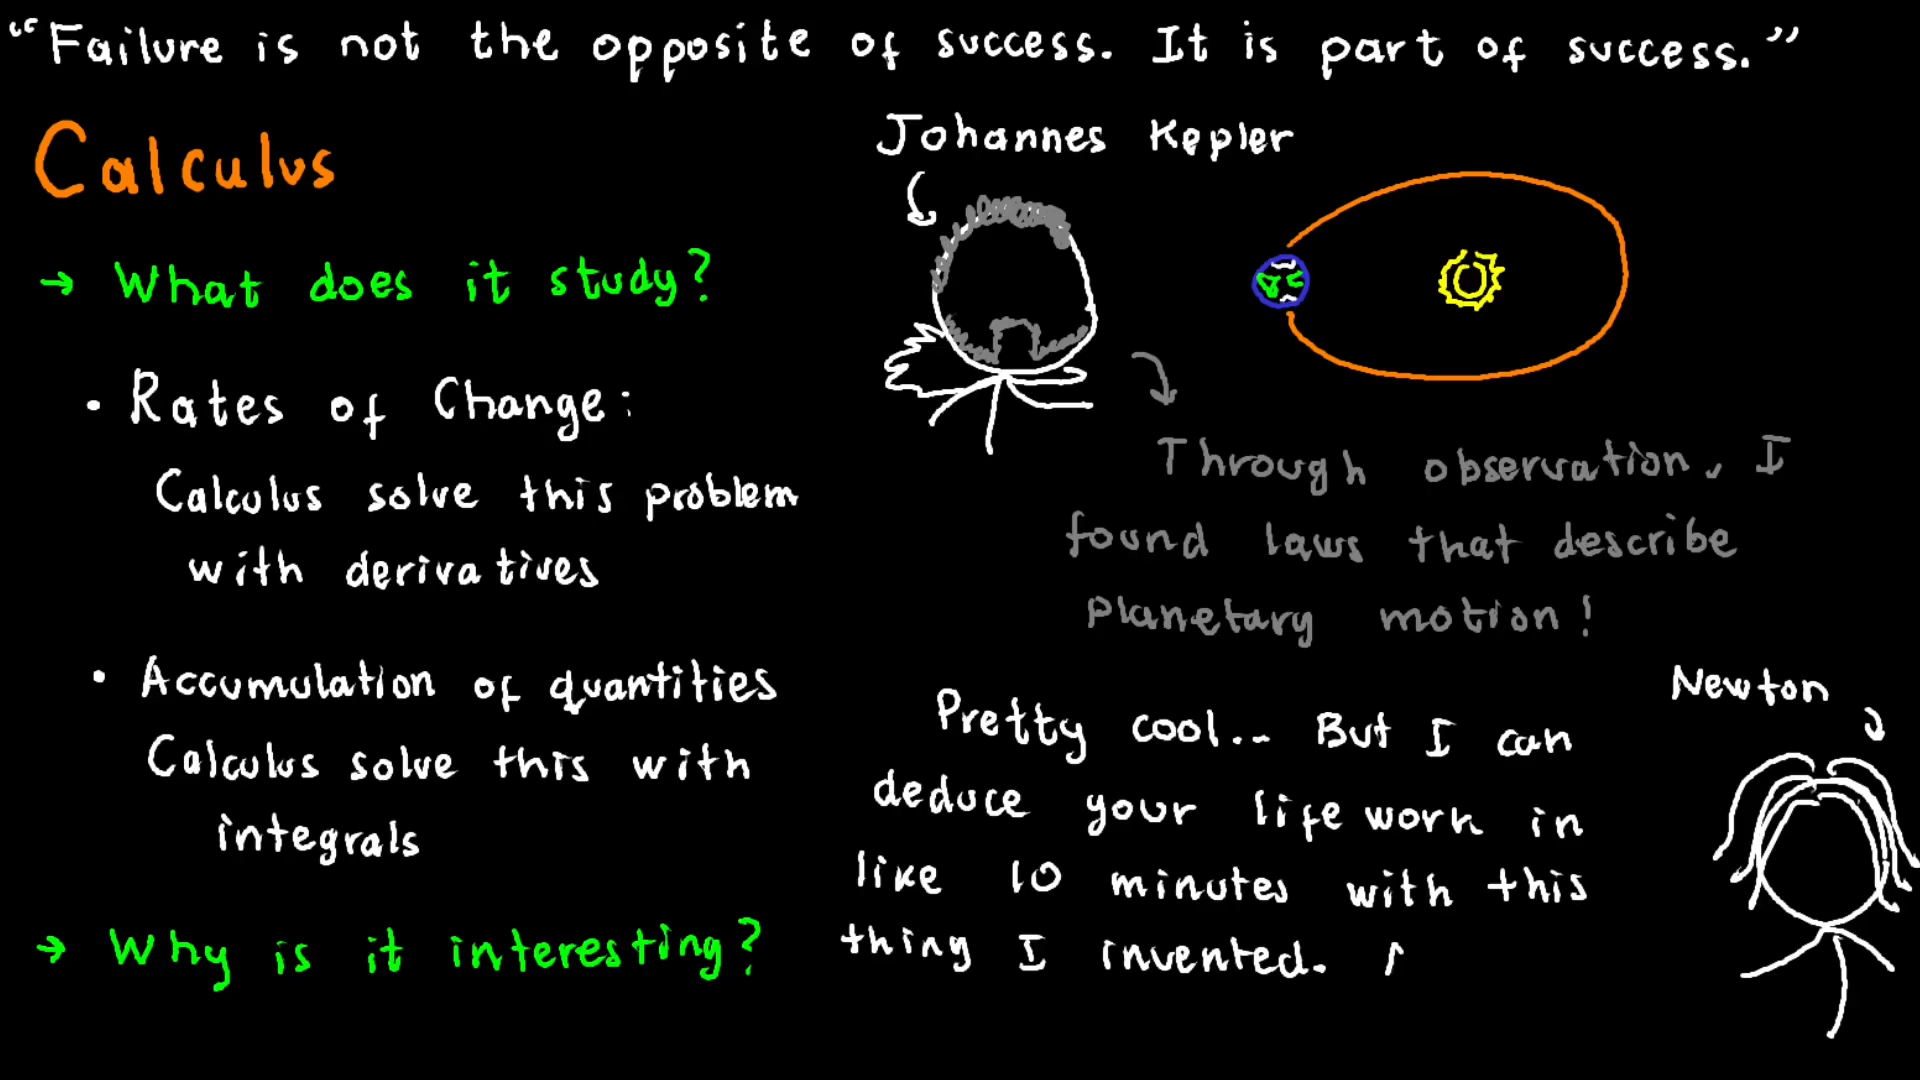 “Failure is not the opposite of success. It is part of success.”
Calculus
→ What does it study?
• Rates of Change:
Calculus solve this problem
with derivatives
• Accumulation of quantities
Calculus solve this with
integrals
→ Why is it interesting?
Johannes Kepler
Through observation, I
found laws that describe
planetary motion!
Newton
Pretty cool... But I can
deduce your life work in
like 10 minutes with this
thing I invented.